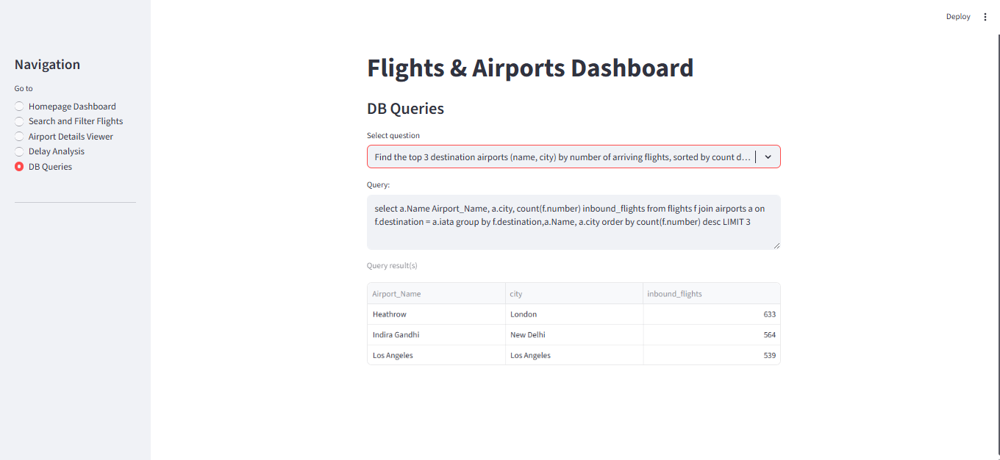 Deploy
Navigation
Go to
Homepage Dashboard
Search and Filter Flights
Airport Details Viewer
Delay Analysis
DB Queries
Flights & Airports Dashboard
DB Queries
Select question
Find the top 3 destination airports (name, city) by number of arriving flights, sorted by count d…
Query:
select a.Name Airport_Name, a.city, count(f.number) inbound_flights from flights f join airports a on
f.destination = a.iata group by f.destination,a.Name, a.city order by count(f.number) desc LIMIT 3
Query result(s)
Airport_Name city inbound_flights
Heathrow London 633
Indira Gandhi New Delhi 564
Los Angeles Los Angeles 539